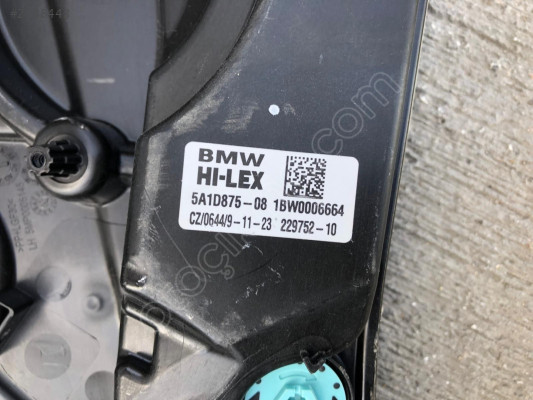 BMW
HI-LEX
5A1D875-08 1BW0006664
CZ/0644/9-11-23 229752-10